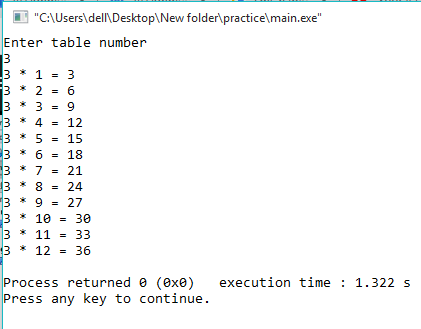 "C:\Users\dell\Desktop\New folder\practice\main.exe"
Enter table number
3
3 * 1 = 3
3 * 2 = 6
3 * 3 = 9
3 * 4 = 12
3 * 5 = 15
3 * 6 = 18
3 * 7 = 21
3 * 8 = 24
3 * 9 = 27
3 * 10 = 30
3 * 11 = 33
3 * 12 = 36
Process returned 0 (0x0)   execution time : 1.322 s
Press any key to continue.